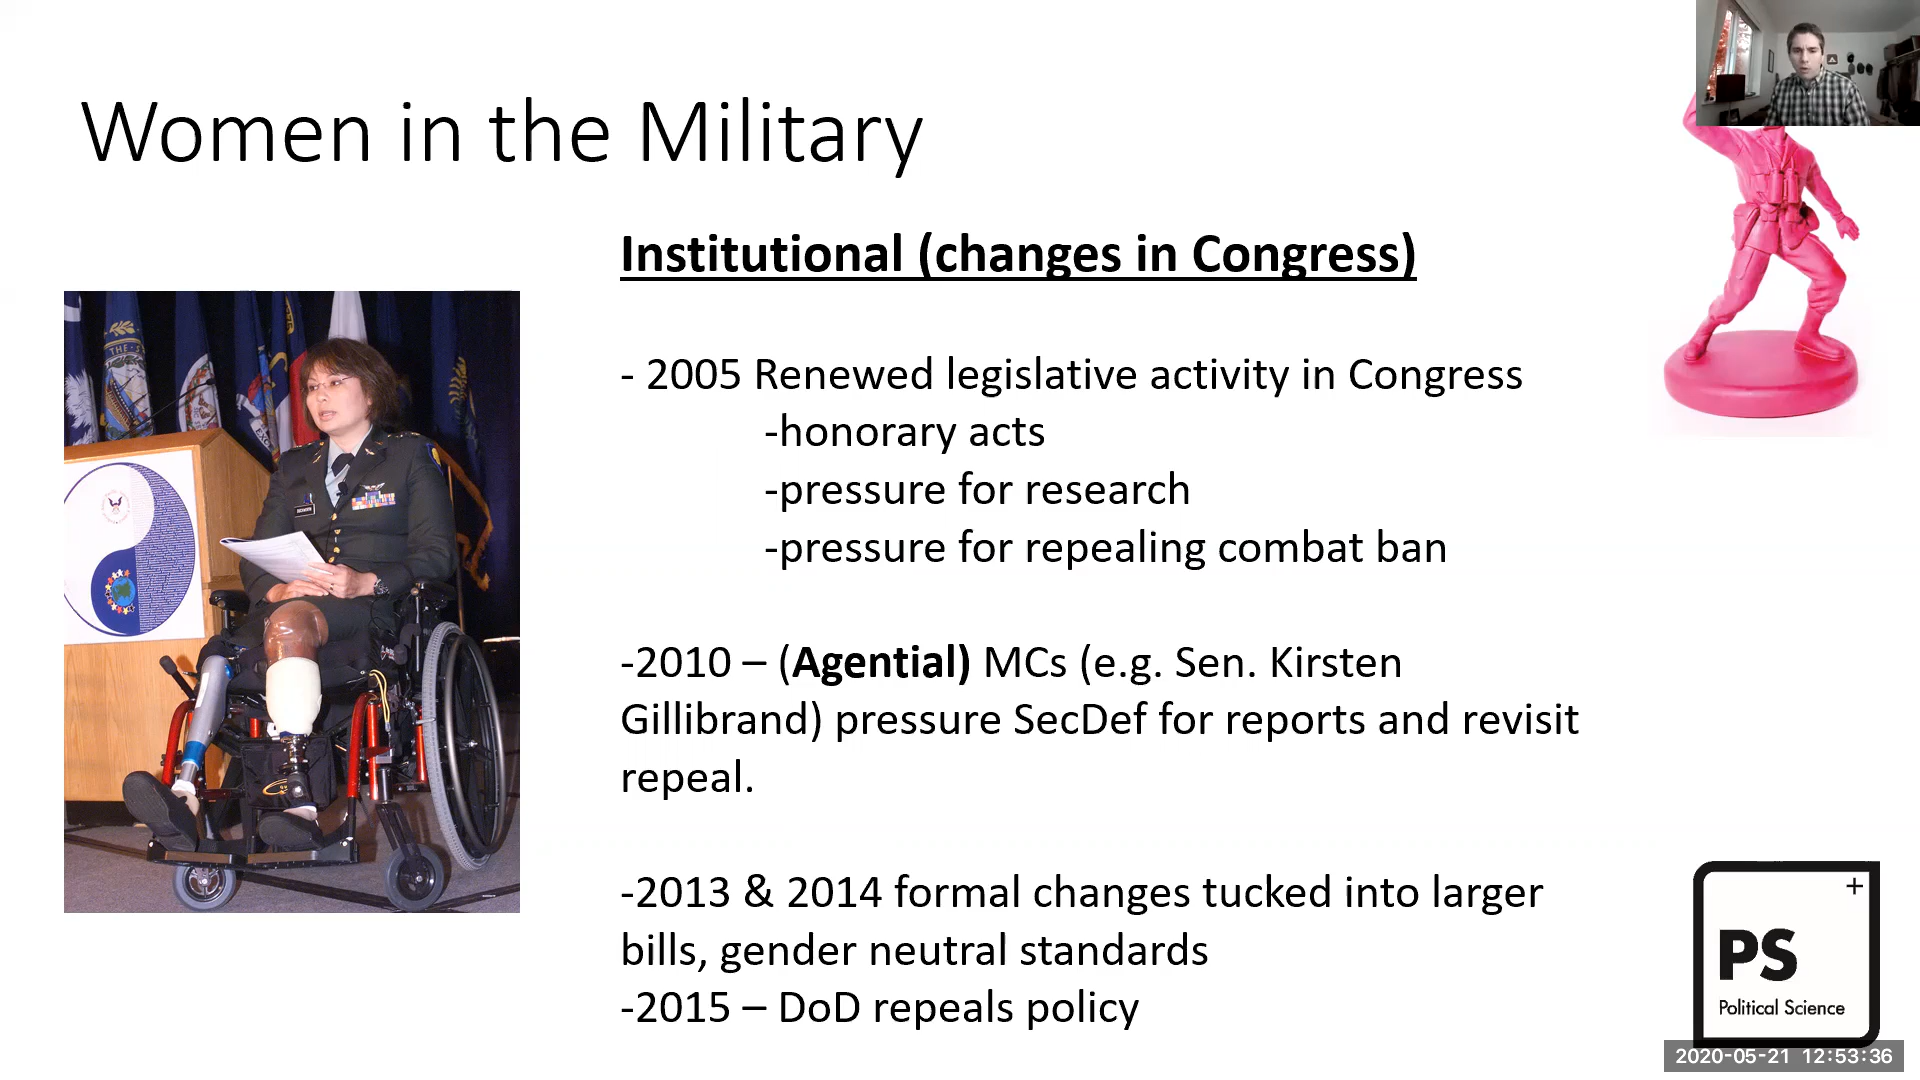 Women in the Military
Institutional (changes in Congress)
- 2005 Renewed legislative activity in Congress
-honorary acts
-pressure for research
-pressure for repealing combat ban
-2010 – (Agential) MCs (e.g. Sen. Kirsten
Gillibrand) pressure SecDef for reports and revisit
repeal.
-2013 & 2014 formal changes tucked into larger
bills, gender neutral standards
-2015 – DoD repeals policy
THE
+
PS
Political Science
2020-05-21 12:53:36